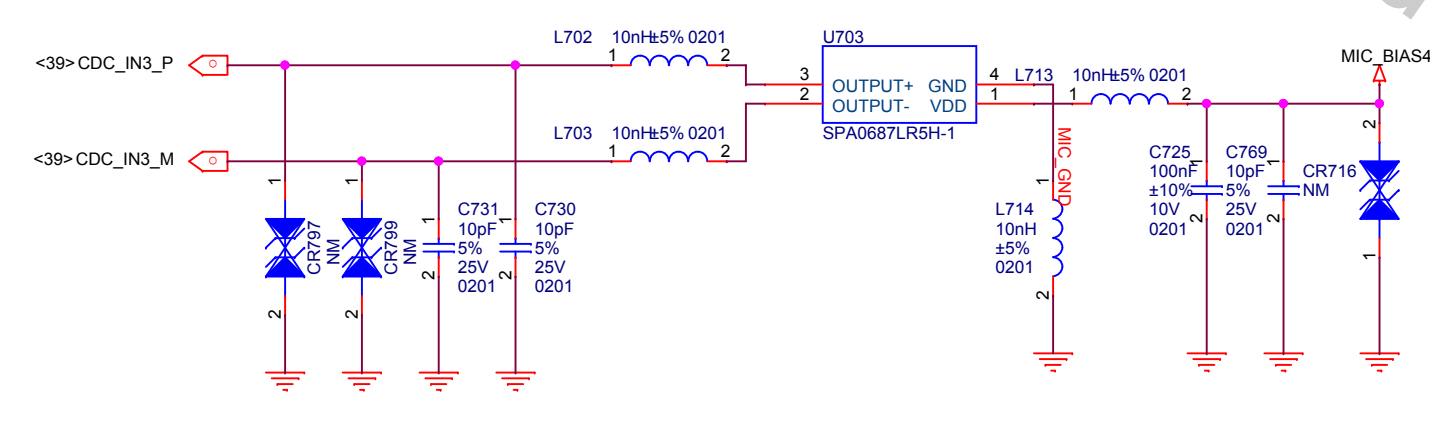 <39> CDC_IN3_P
L702 10nH±5% 0201
1 2
U703
3 OUTPUT+ GND 4
2 OUTPUT- VDD 1
SPA0687LR5H-1
L713 10nH±5% 0201
1 2
MIC_BIAS4
<39> CDC_IN3_M
L703 10nH±5% 0201
1 2
1
CR797
NM
2
1
CR799
NM
2
1
C731
10pF
5%
25V
0201
2
1
C730
10pF
5%
25V
0201
2
MIC_GND
1
L714
10nH
±5%
0201
2
C725
100nF
±10%
10V
0201
1
2
C769
10pF
5%
25V
0201
1
2
CR716
NM
2
1